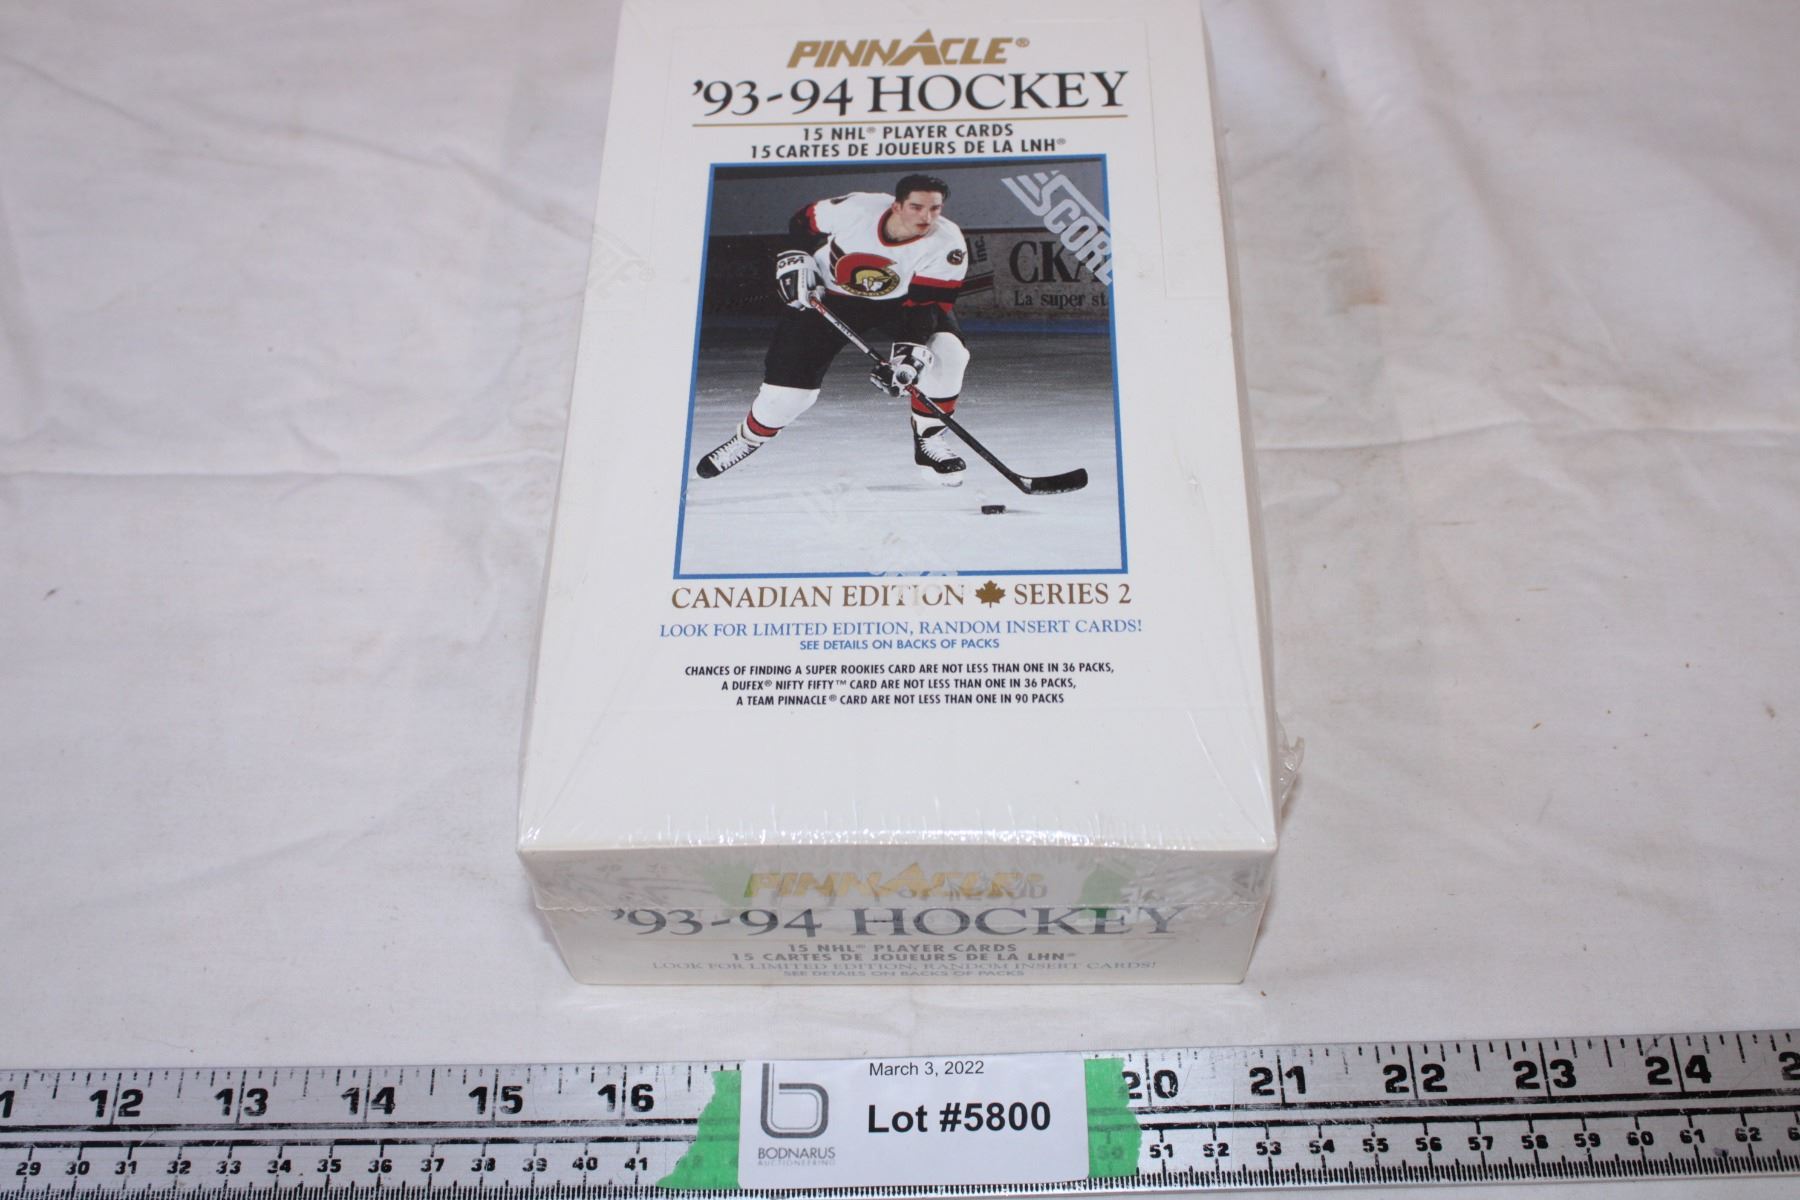 PINNACLE®
'93-94 HOCKEY
15 NHL® PLAYER CARDS
15 CARTES DE JOUEURS DE LA LNH®
SCORE
inc.
La super st
CANADIAN EDITION SERIES 2
LOOK FOR LIMITED EDITION, RANDOM INSERT CARDS!
SEE DETAILS ON BACKS OF PACKS
CHANCES OF FINDING A SUPER ROOKIES CARD ARE NOT LESS THAN ONE IN 36 PACKS,
A DUFEX® NIFTY FIFTY™ CARD ARE NOT LESS THAN ONE IN 36 PACKS,
A TEAM PINNACLE® CARD ARE NOT LESS THAN ONE IN 90 PACKS
PINNACLE®
'93-94 HOCKEY
15 NHL® PLAYER CARDS
15 CARTES DE JOUEURS DE LA LHN®
LOOK FOR LIMITED EDITION, RANDOM INSERT CARDS!
SEE DETAILS ON BACKS OF PACKS
March 3, 2022
Lot #5800
BODNARUS
AUCTIONEERING
12 13 14 15 16 20 21 22 23 24
29 30 31 32 33 34 35 36 37 38 39 40 41 50 51 52 53 54 55 56 57 58 59 60 61 62